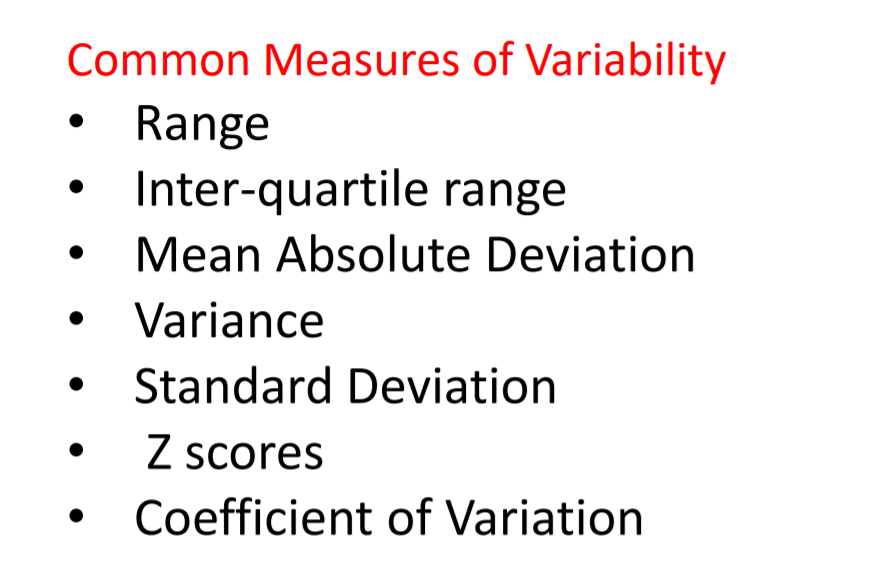 Common Measures of Variability
• Range
• Inter-quartile range
• Mean Absolute Deviation
• Variance
• Standard Deviation
• Z scores
• Coefficient of Variation